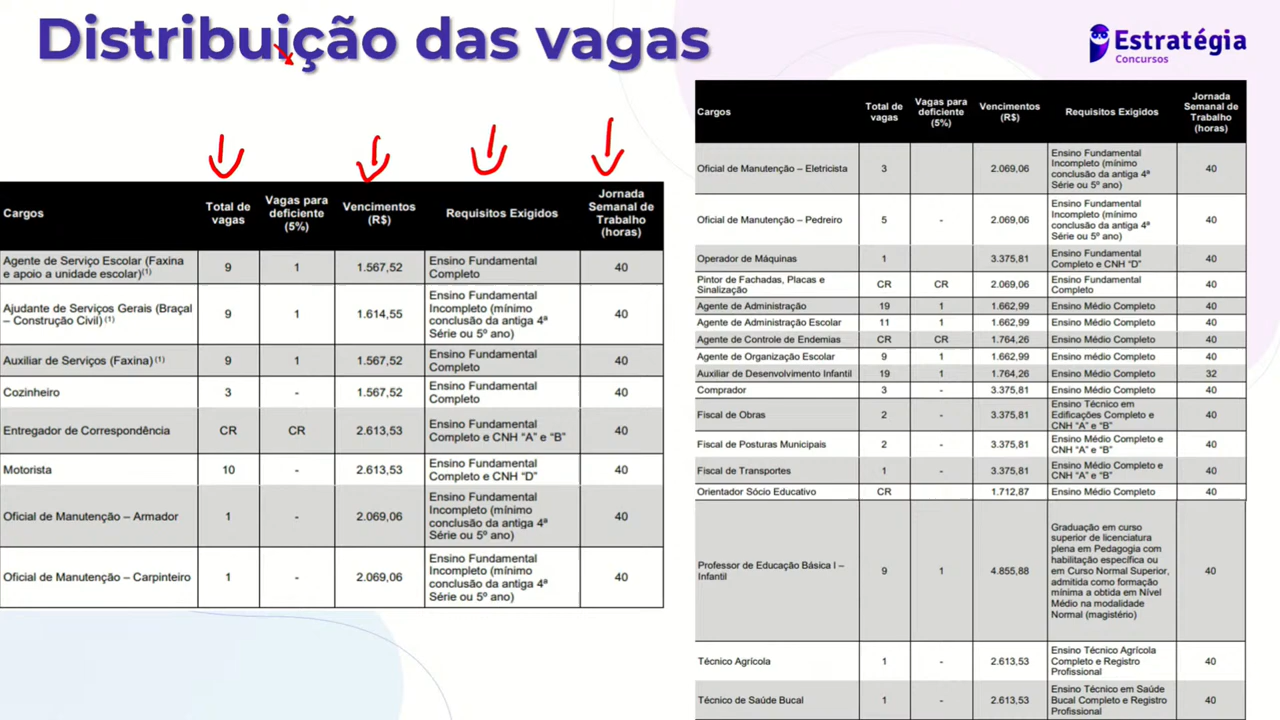 Distribuição das vagas
Estratégia
Concursos
Cargos
Total de
vagas
Vagas para
deficiente
(5%)
Vencimentos
(R$)
Requisitos Exigidos
Jornada
Semanal de
Trabalho
(horas)
Agente de Serviço Escolar (Faxina
e apoio a unidade escolar)(1)
9
1
1.567,52
Ensino Fundamental
Completo
40
Ajudante de Serviços Gerais (Braçal
– Construção Civil) (1)
9
1
1.614,55
Ensino Fundamental
Incompleto (mínimo
conclusão da antiga 4ª
Série ou 5º ano)
40
Auxiliar de Serviços (Faxina) (1)
9
1
1.567,52
Ensino Fundamental
Completo
40
Cozinheiro
3
-
1.567,52
Ensino Fundamental
Completo
40
Entregador de Correspondência
CR
CR
2.613,53
Ensino Fundamental
Completo e CNH “A” e “B”
40
Motorista
10
-
2.613,53
Ensino Fundamental
Completo e CNH “D”
40
Oficial de Manutenção – Armador
1
-
2.069,06
Ensino Fundamental
Incompleto (mínimo
conclusão da antiga 4ª
Série ou 5º ano)
40
Oficial de Manutenção – Carpinteiro
1
-
2.069,06
Ensino Fundamental
Incompleto (mínimo
conclusão da antiga 4ª
Série ou 5º ano)
40
Cargos
Total de
vagas
Vagas para
deficiente
(5%)
Vencimentos
(R$)
Requisitos Exigidos
Jornada
Semanal de
Trabalho
(horas)
Oficial de Manutenção – Eletricista
3
2.069,06
Ensino Fundamental
Incompleto (mínimo
conclusão da antiga 4ª
Série ou 5º ano)
40
Oficial de Manutenção – Pedreiro
5
-
2.069,06
Ensino Fundamental
Incompleto (mínimo
conclusão da antiga 4ª
Série ou 5º ano)
40
Operador de Máquinas
1
3.375,81
Ensino Fundamental
Completo e CNH “D”
40
Pintor de Fachadas, Placas e
Sinalização
CR
CR
2.069,06
Ensino Fundamental
Completo
40
Agente de Administração
19
1
1.662,99
Ensino Médio Completo
40
Agente de Administração Escolar
11
1
1.662,99
Ensino Médio Completo
40
Agente de Controle de Endemias
CR
CR
1.764,26
Ensino Médio Completo
40
Agente de Organização Escolar
9
1
1.662,99
Ensino médio Completo
40
Auxiliar de Desenvolvimento Infantil
19
1
1.764,26
Ensino Médio Completo
32
Comprador
3
-
3.375,81
Ensino Médio Completo
40
Fiscal de Obras
2
-
3.375,81
Ensino Técnico em
Edificações Completo e
CNH “A” e “B”
40
Fiscal de Posturas Municipais
2
-
3.375,81
Ensino Médio Completo e
CNH “A” e “B”
40
Fiscal de Transportes
1
-
3.375,81
Ensino Médio Completo e
CNH “A” e “B”
40
Orientador Sócio Educativo
CR
1.712,87
Ensino Médio Completo
40
Professor de Educação Básica I –
Infantil
9
1
4.855,88
Graduação em curso
superior de licenciatura
plena em Pedagogia com
habilitação específica ou
em Curso Normal Superior,
admitida como formação
mínima a obtida em Nível
Médio na modalidade
Normal (magistério)
40
Técnico Agrícola
1
-
2.613,53
Ensino Técnico Agrícola
Completo e Registro
Profissional
40
Técnico de Saúde Bucal
1
-
2.613,53
Ensino Técnico em Saúde
Bucal Completo e Registro
Profissional
40